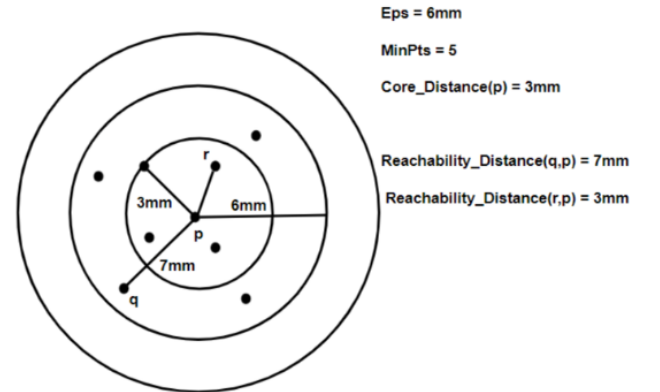 Eps = 6mm
MinPts = 5
Core_Distance(p) = 3mm
Reachability_Distance(q,p) = 7mm
Reachability_Distance(r,p) = 3mm
r
3mm
6mm
p
7mm
q